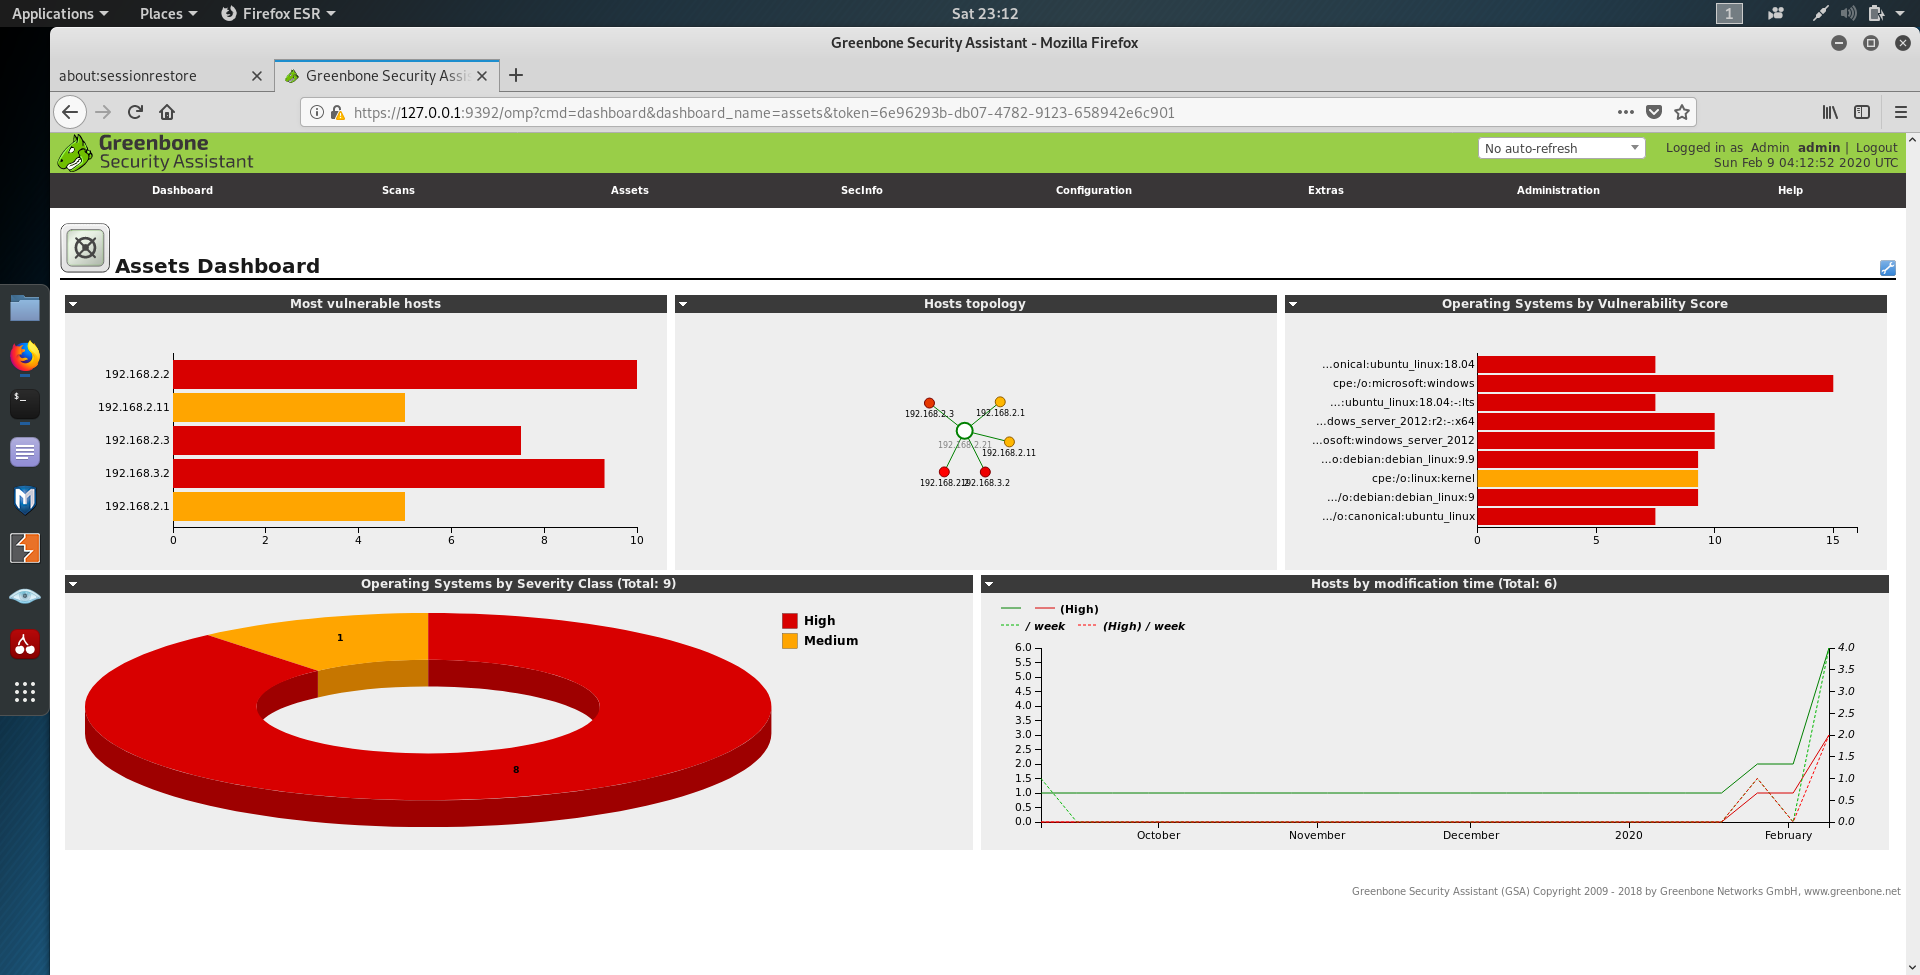 Applications Places Firefox ESR Sat 23:12 1
Greenbone Security Assistant - Mozilla Firefox
about:sessionrestore Greenbone Security Assis
https://127.0.0.1:9392/omp?cmd=dashboard&dashboard_name=assets&token=6e96293b-db07-4782-9123-658942e6c901
Greenbone
Security Assistant
No auto-refresh
Logged in as Admin admin | Logout
Sun Feb 9 04:12:52 2020 UTC
Dashboard Scans Assets SecInfo Configuration Extras Administration Help
Assets Dashboard
Most vulnerable hosts
192.168.2.2
192.168.2.11
192.168.2.3
192.168.3.2
192.168.2.1
0 2 4 6 8 10
Hosts topology
192.168.2.3
192.168.2.1
192.168.2.21
192.168.2.11
192.168.2.2
192.168.3.2
Operating Systems by Vulnerability Score
...onical:ubuntu_linux:18.04
cpe:/o:microsoft:windows
...:ubuntu_linux:18.04:-:lts
...dows_server_2012:r2:-:x64
...osoft:windows_server_2012
...o:debian:debian_linux:9.9
cpe:/o:linux:kernel
.../o:debian:debian_linux:9
.../o:canonical:ubuntu_linux
0 5 10 15
Operating Systems by Severity Class (Total: 9)
1
8
High
Medium
Hosts by modification time (Total: 6)
(High)
/ week (High) / week
6.0
5.5
5.0
4.5
4.0
3.5
3.0
2.5
2.0
1.5
1.0
0.5
0.0
4.0
3.5
3.0
2.5
2.0
1.5
1.0
0.5
0.0
October November December 2020 February
Greenbone Security Assistant (GSA) Copyright 2009 - 2018 by Greenbone Networks GmbH, www.greenbone.net